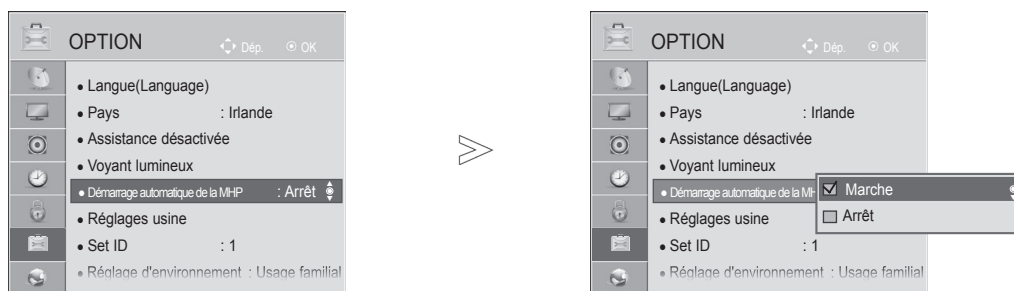 OPTION
Dép. OK
• Langue(Language)
• Pays : Irlande
• Assistance désactivée
• Voyant lumineux
• Démarrage automatique de la MHP : Arrêt
• Réglages usine
• Set ID : 1
• Réglage d'environnement : Usage familial
OPTION
Dép. OK
• Langue(Language)
• Pays : Irlande
• Assistance désactivée
• Voyant lumineux
• Démarrage automatique de la MH
Marche
Arrêt
• Réglages usine
• Set ID : 1
• Réglage d'environnement : Usage familial